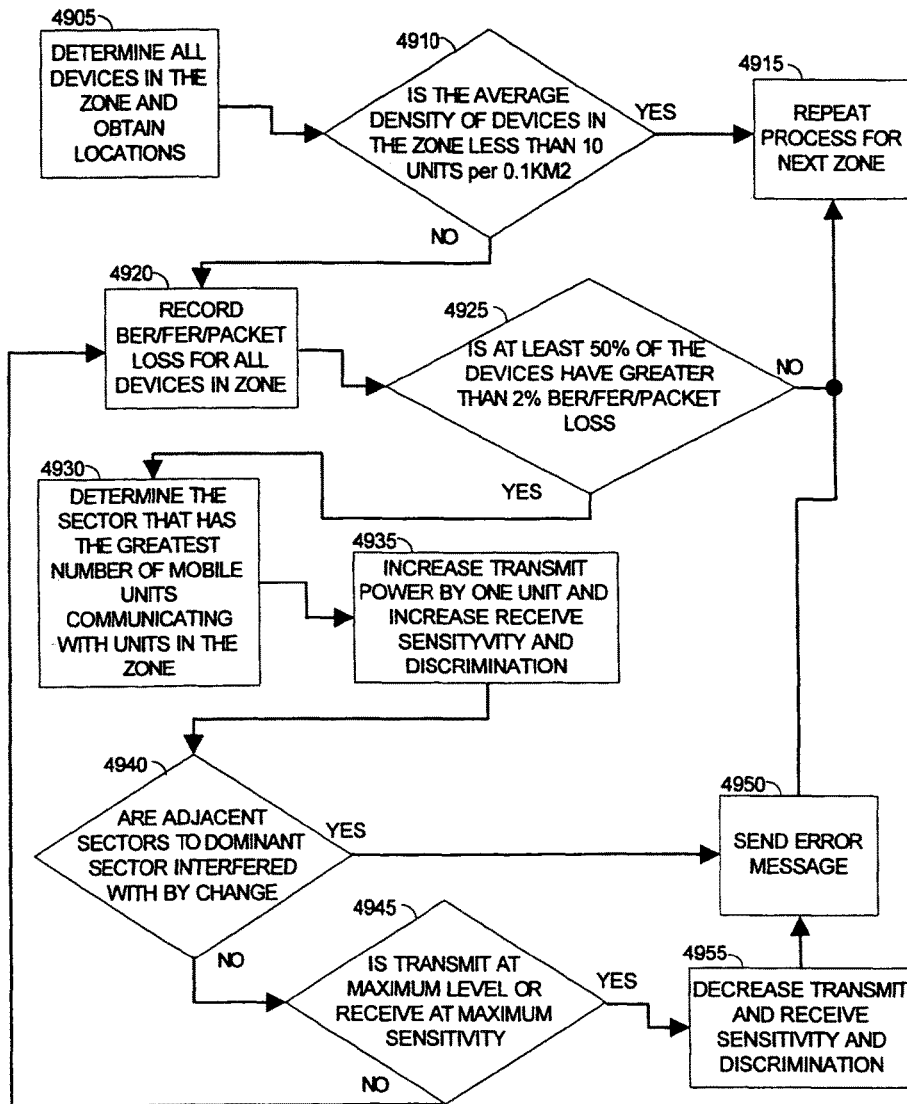 4905
DETERMINE ALL
DEVICES IN THE
ZONE AND
OBTAIN
LOCATIONS
4910
IS THE AVERAGE
DENSITY OF DEVICES IN
THE ZONE LESS THAN 10
UNITS per 0.1KM2
YES
NO
4915
REPEAT
PROCESS FOR
NEXT ZONE
4920
RECORD
BER/FER/PACKET
LOSS FOR ALL
DEVICES IN ZONE
4925
IS AT LEAST 50% OF THE
DEVICES HAVE GREATER
THAN 2% BER/FER/PACKET
LOSS
NO
YES
4930
DETERMINE THE
SECTOR THAT HAS
THE GREATEST
NUMBER OF MOBILE
UNITS
COMMUNICATING
WITH UNITS IN THE
ZONE
4935
INCREASE TRANSMIT
POWER BY ONE UNIT AND
INCREASE RECEIVE
SENSITYVITY AND
DISCRIMINATION
4940
ARE ADJACENT
SECTORS TO DOMINANT
SECTOR INTERFERED
WITH BY CHANGE
YES
NO
4950
SEND ERROR
MESSAGE
4945
IS TRANSMIT AT
MAXIMUM LEVEL OR
RECEIVE AT MAXIMUM
SENSITIVITY
YES
NO
4955
DECREASE TRANSMIT
AND RECEIVE
SENSITIVITY AND
DISCRIMINATION